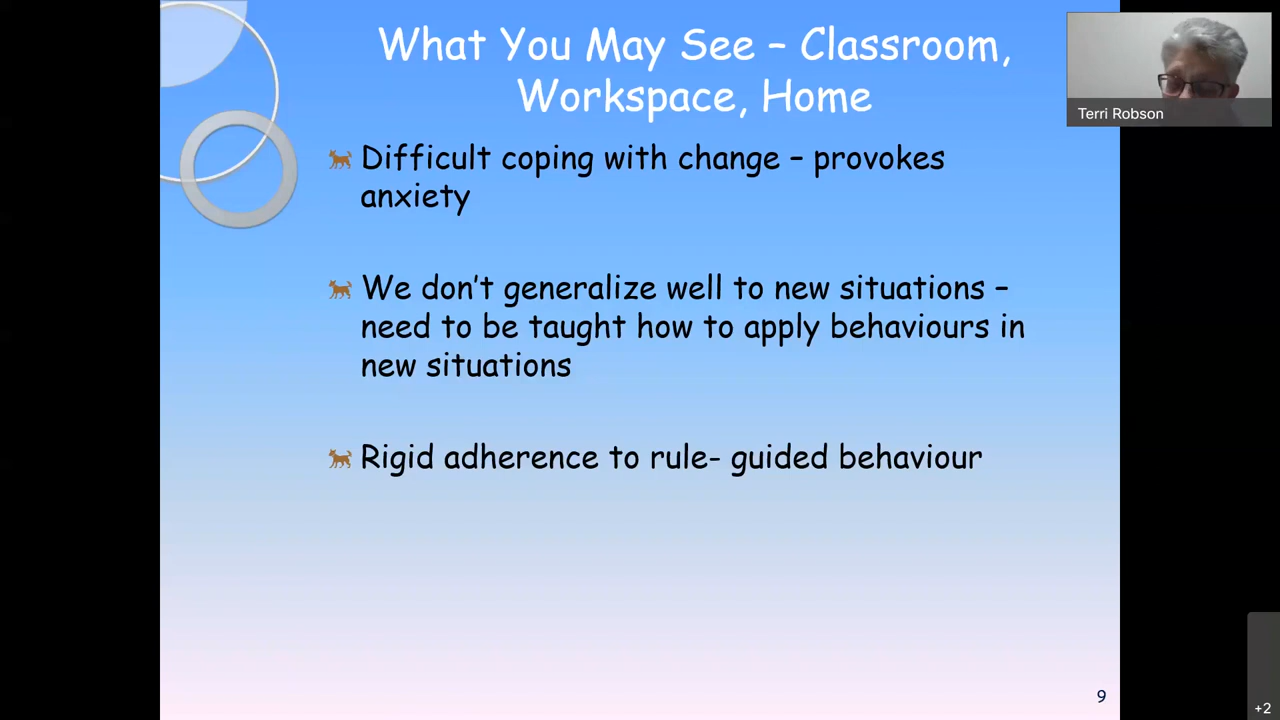 What You May See – Classroom,
Workspace, Home
Terri Robson
Difficult coping with change – provokes
anxiety
We don't generalize well to new situations –
need to be taught how to apply behaviours in
new situations
Rigid adherence to rule- guided behaviour
9
+2